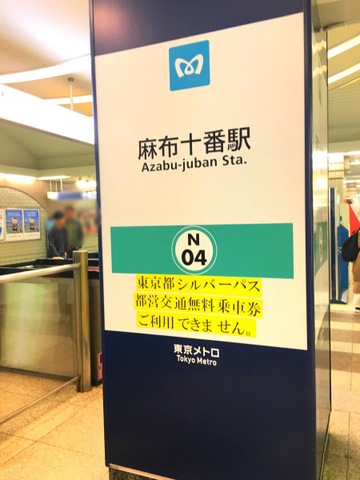 麻布十番駅
Azabu-juban Sta.
N
04
東京都シルバーパス
都営交通無料乗車券
ご利用できません。
東京メトロ
Tokyo Metro